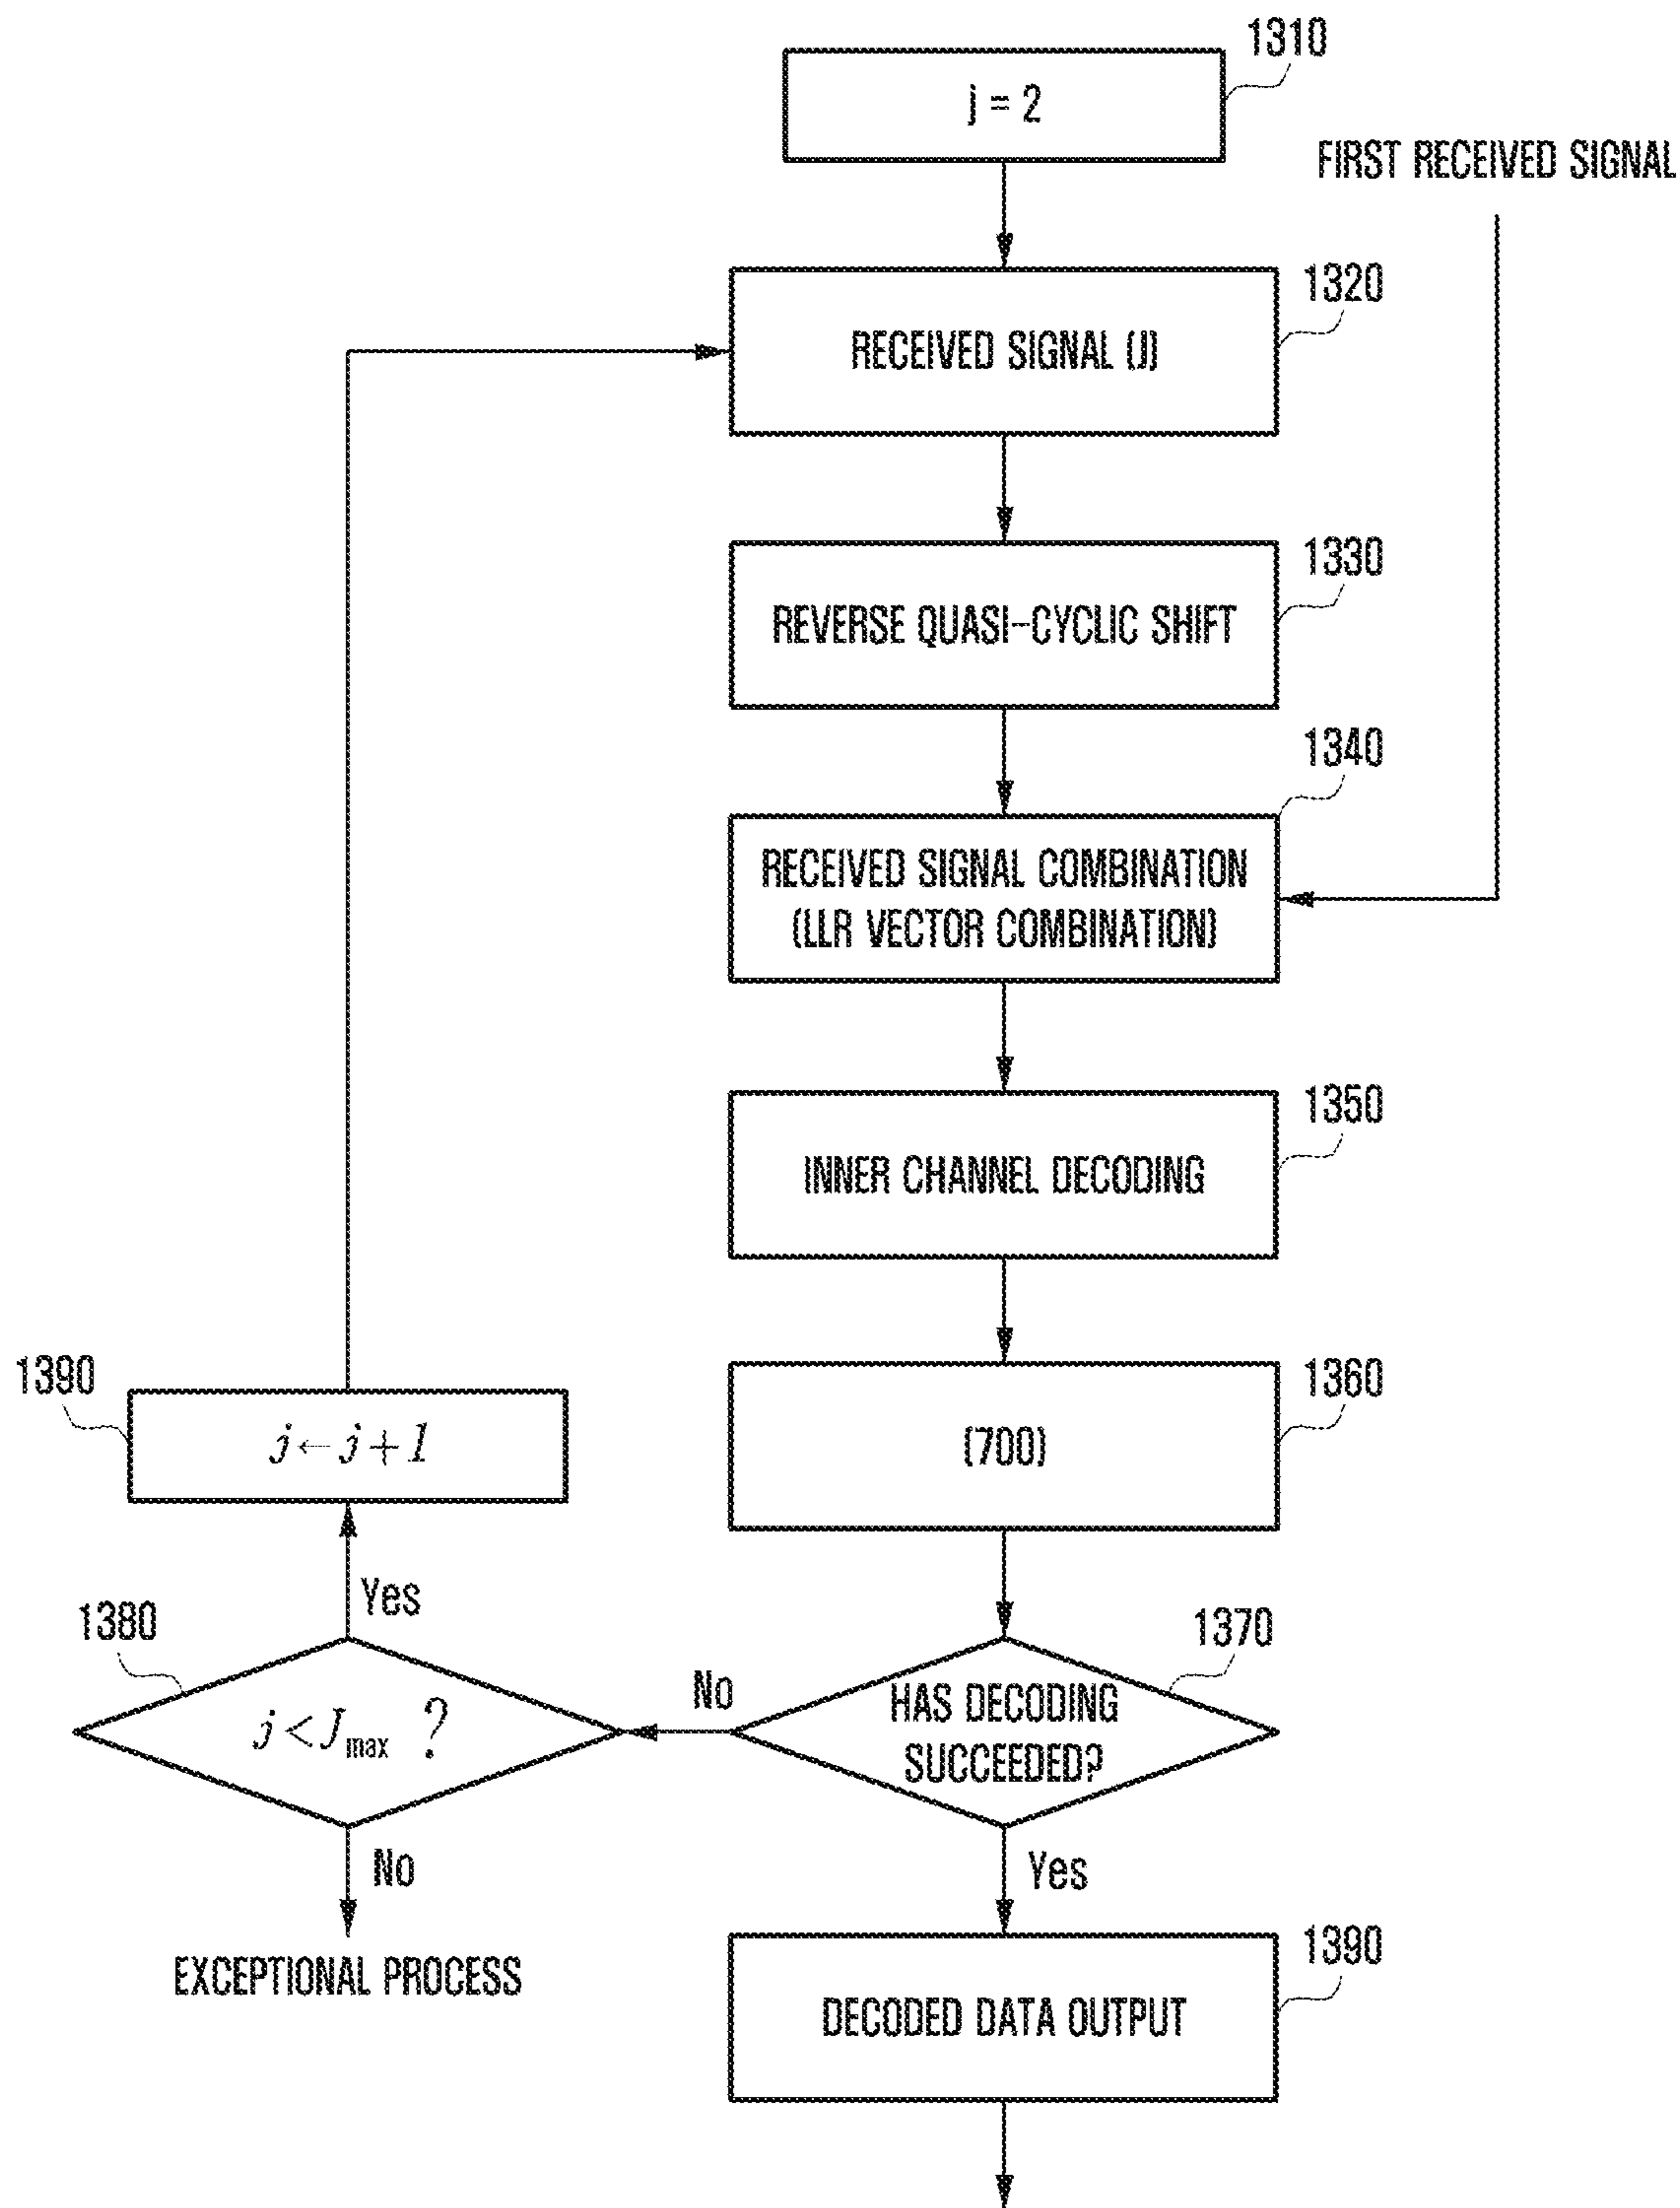 1310
j = 2
FIRST RECEIVED SIGNAL
1320
RECEIVED SIGNAL (J)
1330
REVERSE QUASI-CYCLIC SHIFT
1340
RECEIVED SIGNAL COMBINATION
(LLR VECTOR COMBINATION)
1350
INNER CHANNEL DECODING
1360
(700)
1390
j←j+1
Yes
1380
j<Jmax ?
No
1370
HAS DECODING
SUCCEEDED?
No
EXCEPTIONAL PROCESS
Yes
1390
DECODED DATA OUTPUT